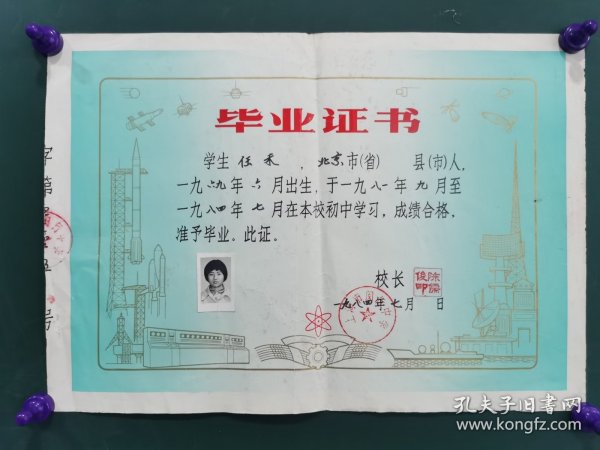 毕业证书
学生 任禾 ，北京市(省) 县(市)人，
一九六九年六月出生，于一九八一年九月至
一九八四年七月在本校初中学习，成绩合格，
准予毕业。此证。
校长
一九八四年七月 日
字第 号
孔夫子旧书网
www.kongfz.com